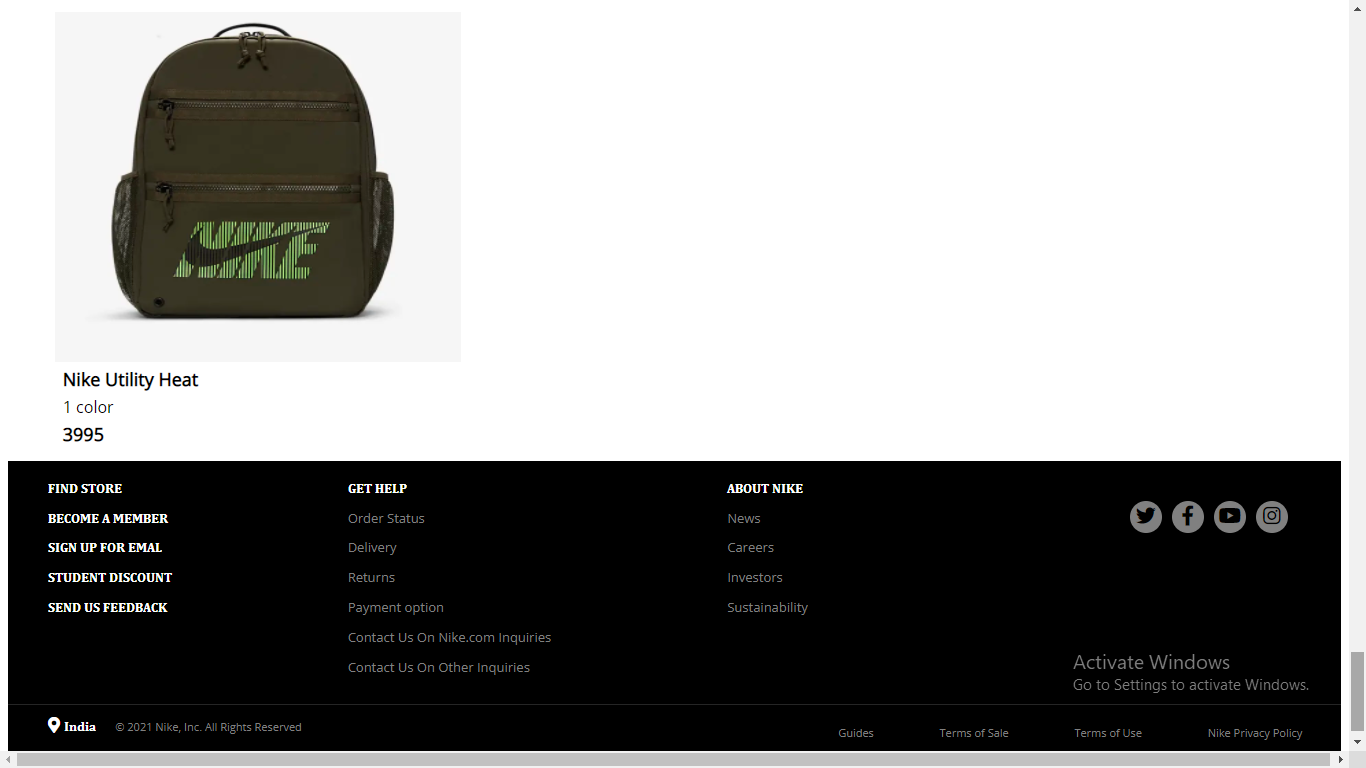 NIKE
Nike Utility Heat
1 color
3995
FIND STORE
BECOME A MEMBER
SIGN UP FOR EMAL
STUDENT DISCOUNT
SEND US FEEDBACK
GET HELP
Order Status
Delivery
Returns
Payment option
Contact Us On Nike.com Inquiries
Contact Us On Other Inquiries
ABOUT NIKE
News
Careers
Investors
Sustainability
Activate Windows
Go to Settings to activate Windows.
India © 2021 Nike, Inc. All Rights Reserved
Guides Terms of Sale Terms of Use Nike Privacy Policy